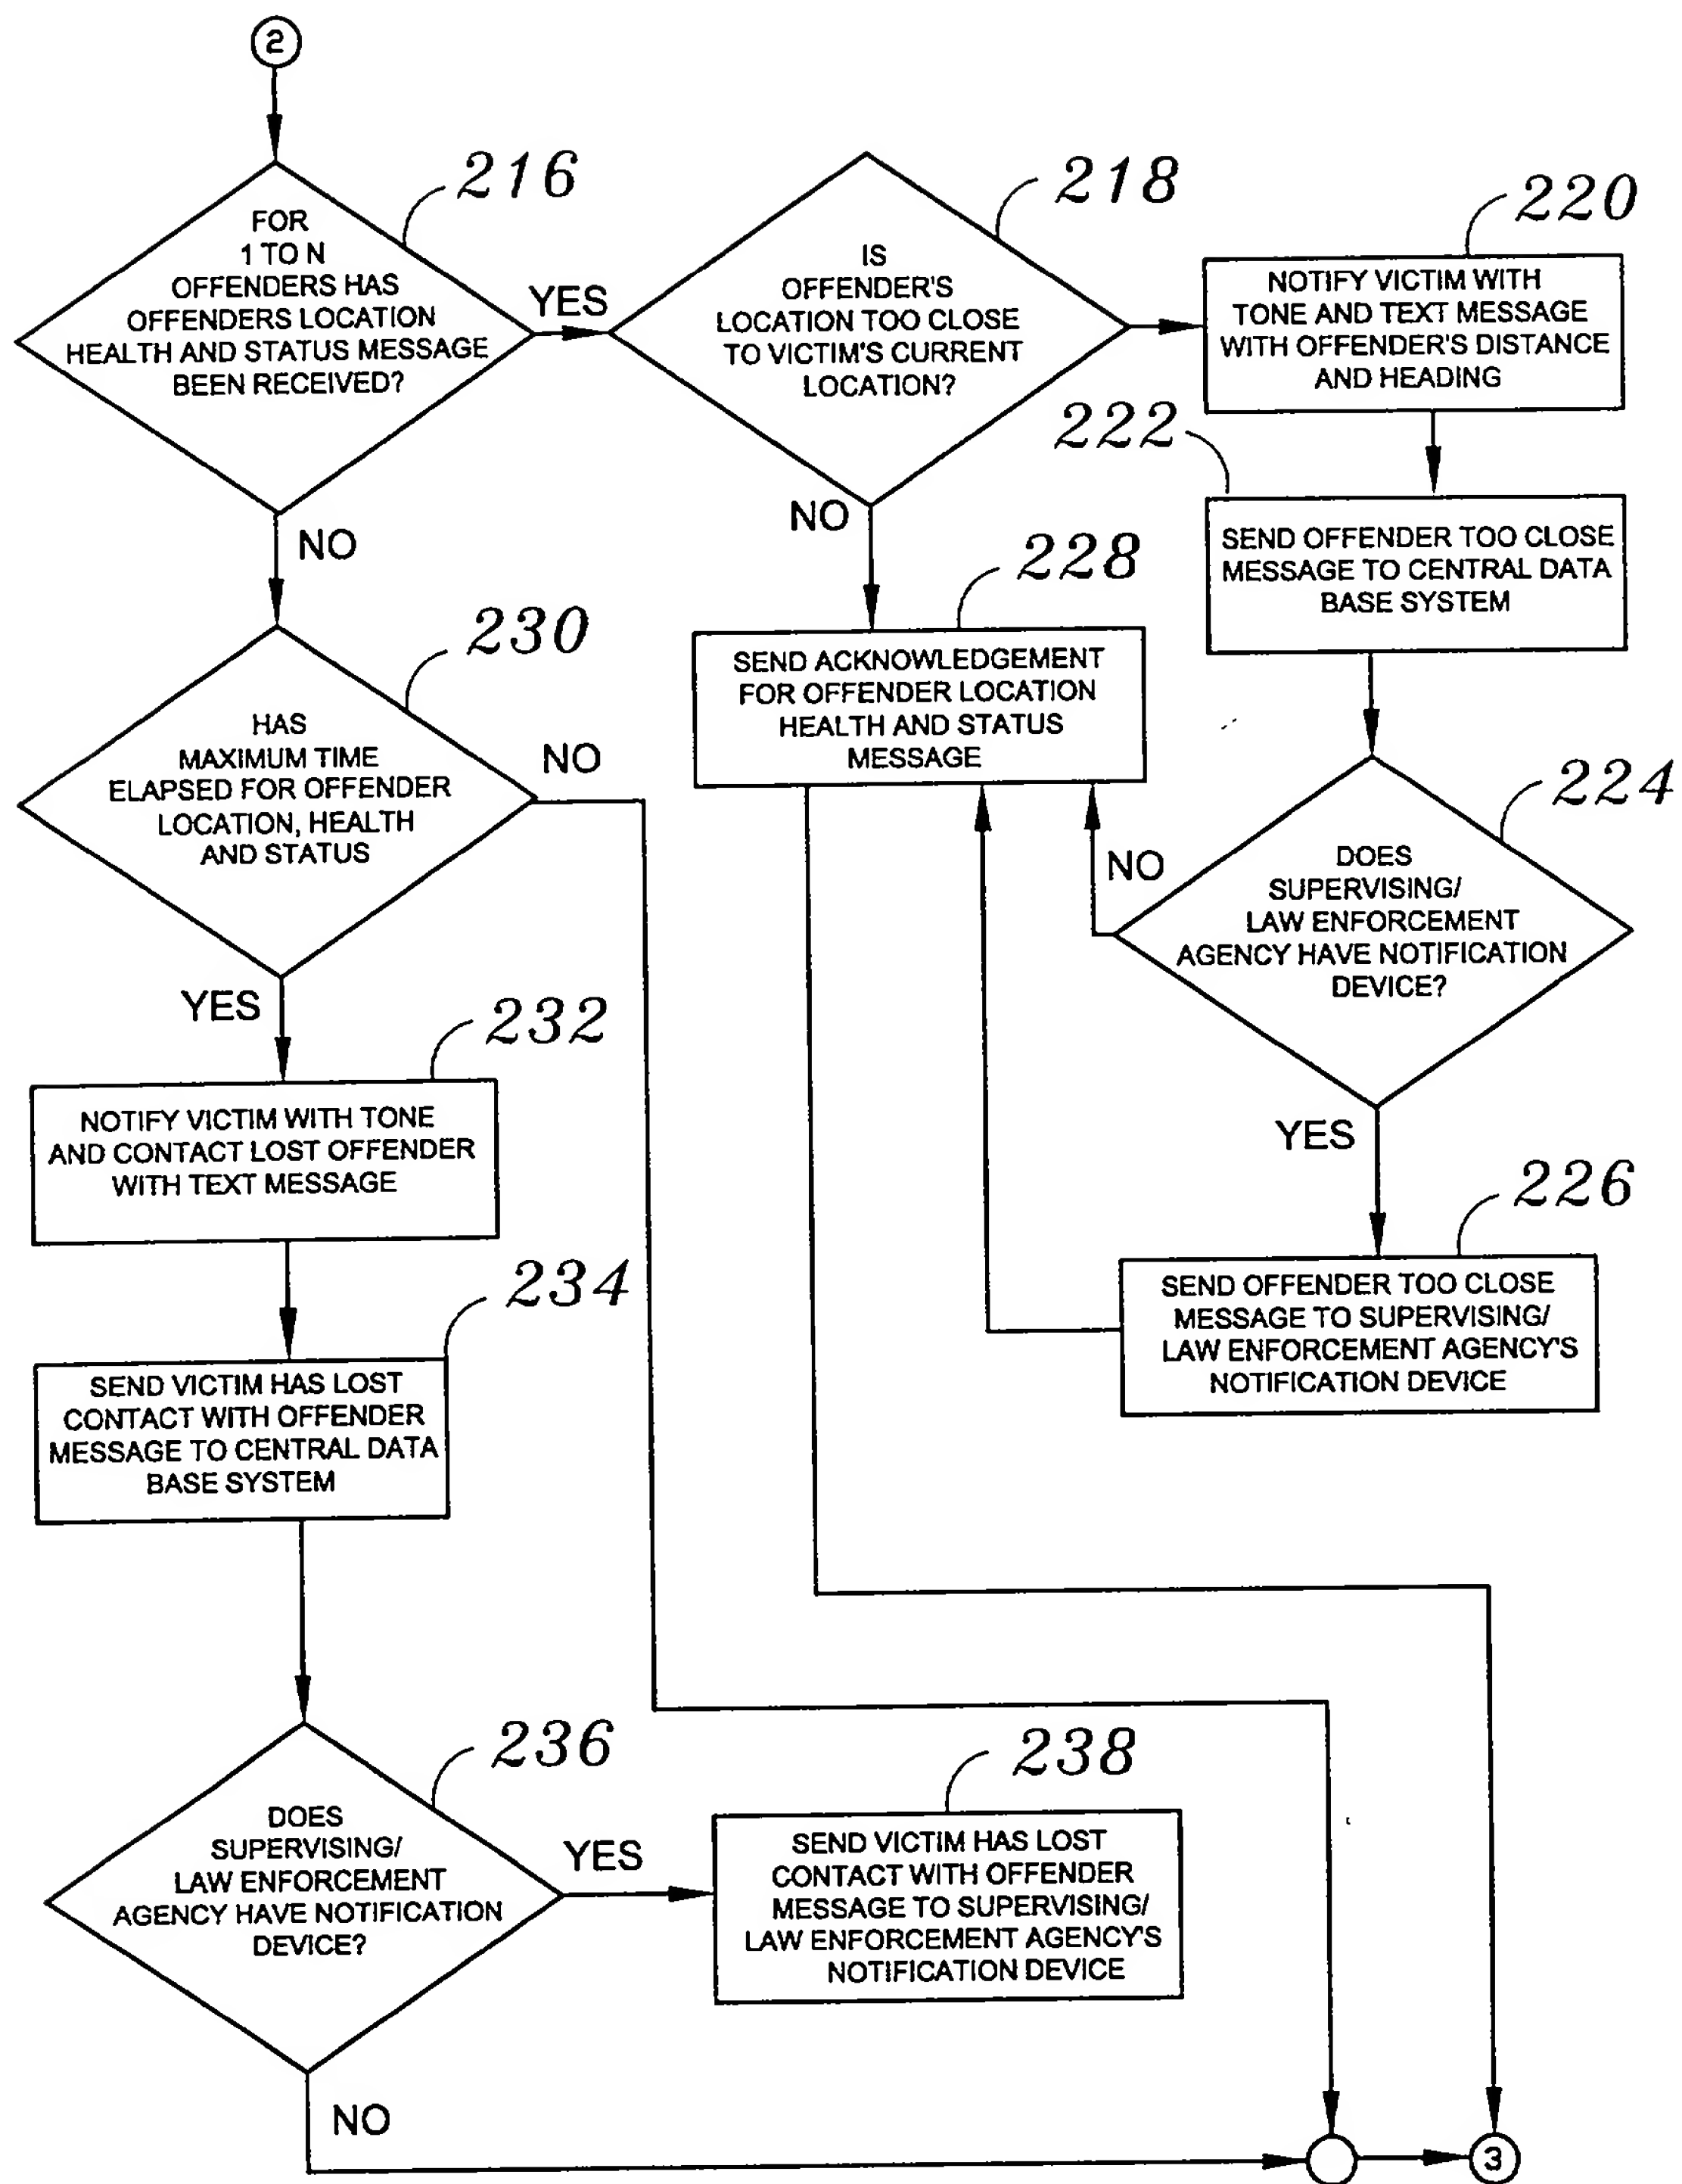 2
216
FOR
1 TO N
OFFENDERS HAS
OFFENDERS LOCATION
HEALTH AND STATUS MESSAGE
BEEN RECEIVED?
YES
NO
218
IS
OFFENDER'S
LOCATION TOO CLOSE
TO VICTIM'S CURRENT
LOCATION?
NO
220
NOTIFY VICTIM WITH
TONE AND TEXT MESSAGE
WITH OFFENDER'S DISTANCE
AND HEADING
222
SEND OFFENDER TOO CLOSE
MESSAGE TO CENTRAL DATA
BASE SYSTEM
228
SEND ACKNOWLEDGEMENT
FOR OFFENDER LOCATION
HEALTH AND STATUS
MESSAGE
224
DOES
SUPERVISING/
LAW ENFORCEMENT
AGENCY HAVE NOTIFICATION
DEVICE?
NO
YES
226
SEND OFFENDER TOO CLOSE
MESSAGE TO SUPERVISING/
LAW ENFORCEMENT AGENCY'S
NOTIFICATION DEVICE
230
HAS
MAXIMUM TIME
ELAPSED FOR OFFENDER
LOCATION, HEALTH
AND STATUS
NO
YES
232
NOTIFY VICTIM WITH TONE
AND CONTACT LOST OFFENDER
WITH TEXT MESSAGE
234
SEND VICTIM HAS LOST
CONTACT WITH OFFENDER
MESSAGE TO CENTRAL DATA
BASE SYSTEM
236
DOES
SUPERVISING/
LAW ENFORCEMENT
AGENCY HAVE NOTIFICATION
DEVICE?
YES
NO
238
SEND VICTIM HAS LOST
CONTACT WITH OFFENDER
MESSAGE TO SUPERVISING/
LAW ENFORCEMENT AGENCY'S
NOTIFICATION DEVICE
3